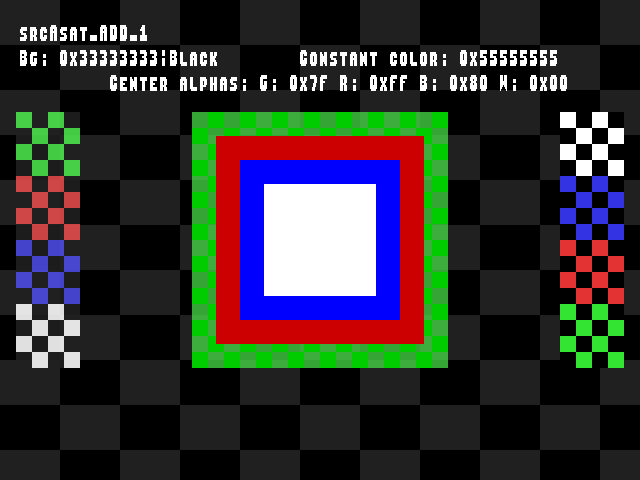 srcAsat_ADD_1
Bg: 0x33333333|Black Constant color: 0x55555555
Center alphas: G: 0x7F R: 0xFF B: 0x80 W: 0x00